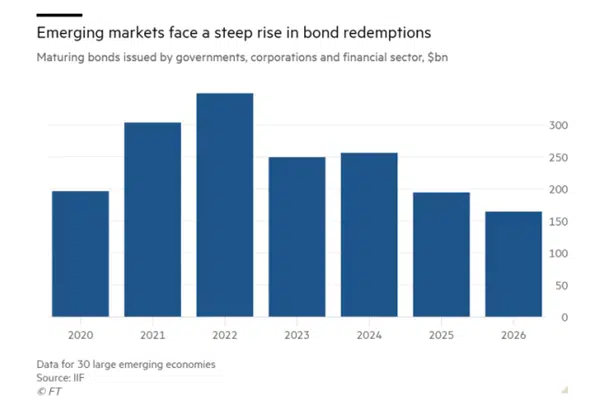 Emerging markets face a steep rise in bond redemptions
Maturing bonds issued by governments, corporations and financial sector, $bn
300
250
200
150
100
50
0
2020 2021 2022 2023 2024 2025 2026
Data for 30 large emerging economies
Source: IIF
© FT